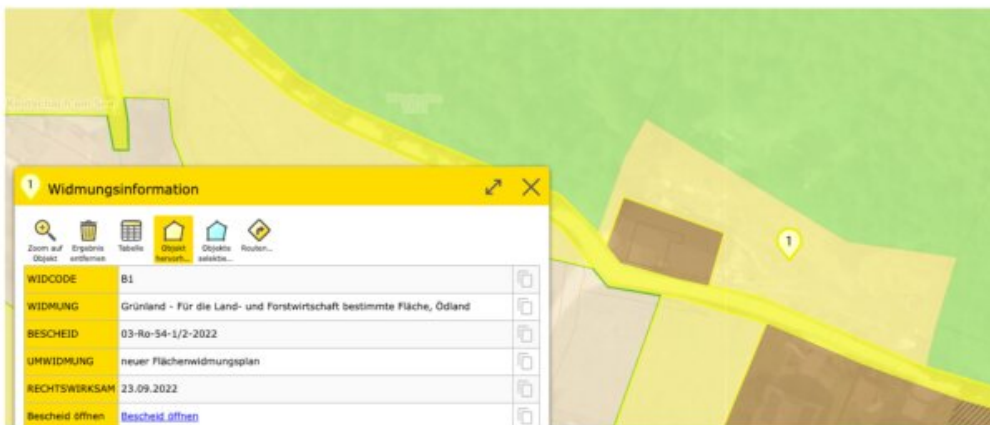 1
1 Widmungsinformation
Zoom auf Objekt
Ergebnis entfernen
Tabelle
Objekt hervorh...
Objekte selektie...
Routen...
WIDCODE B1
WIDMUNG Grünland - Für die Land- und Forstwirtschaft bestimmte Fläche, Ödland
BESCHEID 03-Ro-54-1/2-2022
UMWIDMUNG neuer Flächenwidmungsplan
RECHTSWIRKSAM 23.09.2022
Bescheid öffnen Bescheid öffnen